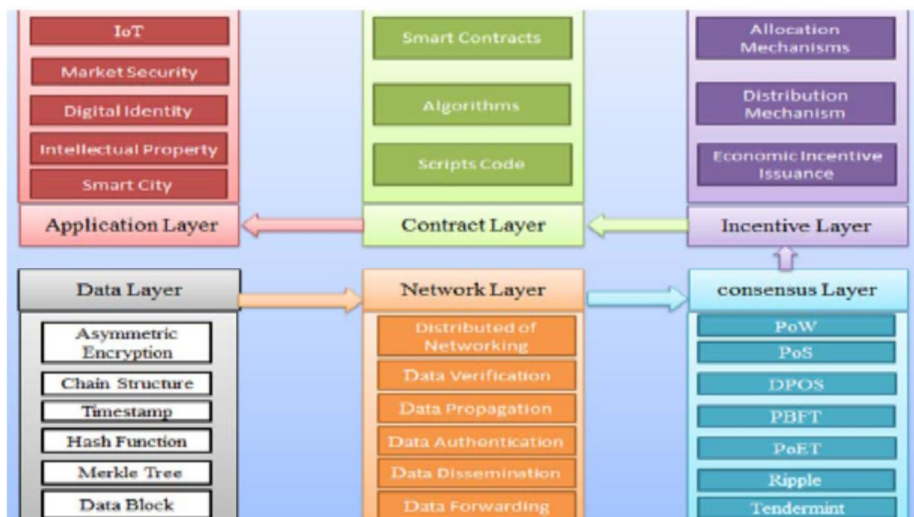 IoT
Market Security
Digital Identity
Intellectual Property
Smart City
Application Layer
Smart Contracts
Algorithms
Scripts Code
Contract Layer
Allocation
Mechanisms
Distribution
Mechanism
Economic Incentive
Issuance
Incentive Layer
Data Layer
Asymmetric
Encryption
Chain Structure
Timestamp
Hash Function
Merkle Tree
Data Block
Network Layer
Distributed of
Networking
Data Verification
Data Propagation
Data Authentication
Data Dissemination
Data Forwarding
consensus Layer
PoW
PoS
DPOS
PBFT
PoET
Ripple
Tendermint